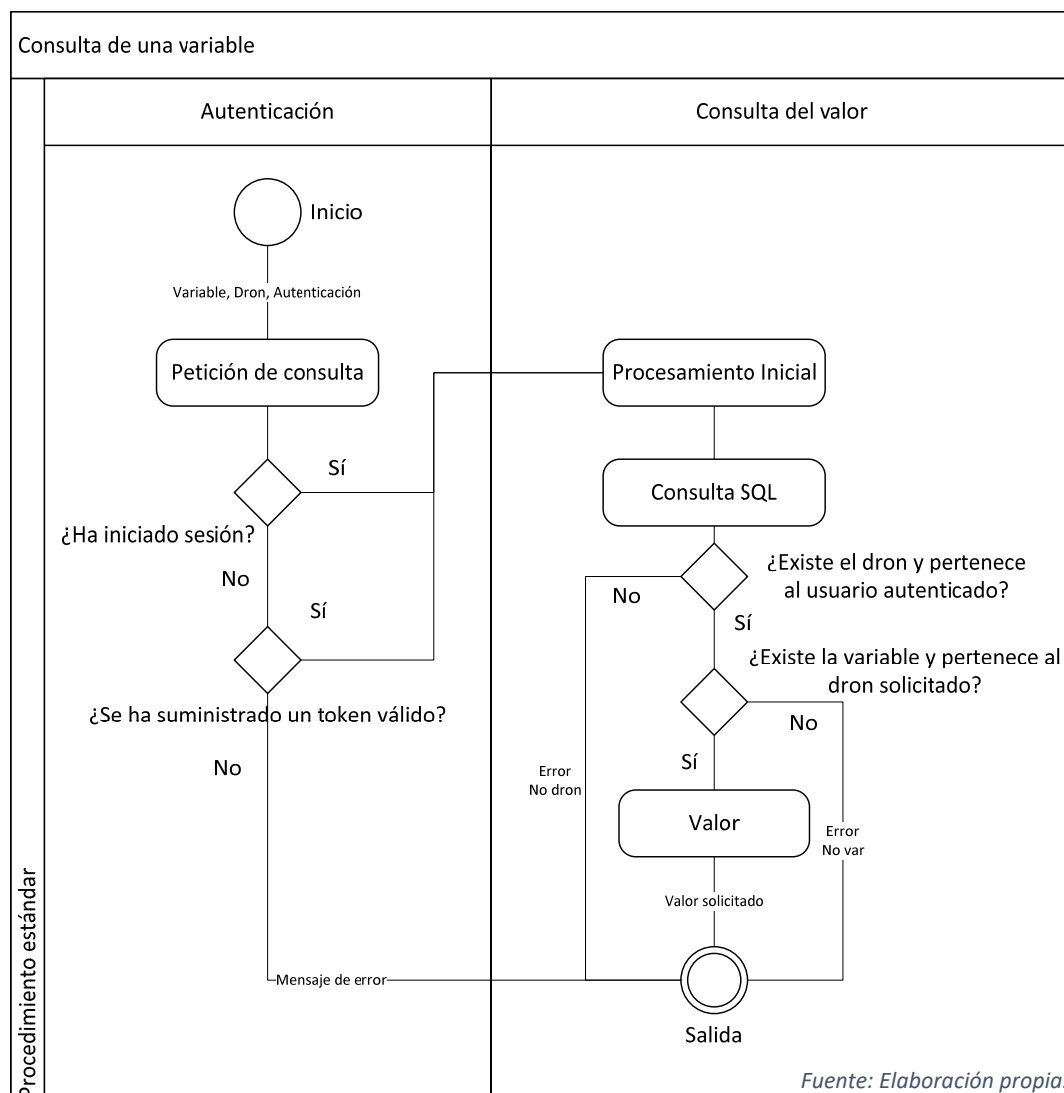 Consulta de una variable
Autenticación
Consulta del valor
Inicio
Variable, Dron, Autenticación
Petición de consulta
Procesamiento Inicial
Sí
Consulta SQL
¿Ha iniciado sesión?
¿Existe el dron y pertenece
al usuario autenticado?
No
No
Sí
Sí
¿Existe la variable y pertenece al
dron solicitado?
¿Se ha suministrado un token válido?
No
No
Sí
Error
No dron
Valor
Error
No var
Valor solicitado
Mensaje de error
Salida
Procedimiento estándar
Fuente: Elaboración propia.